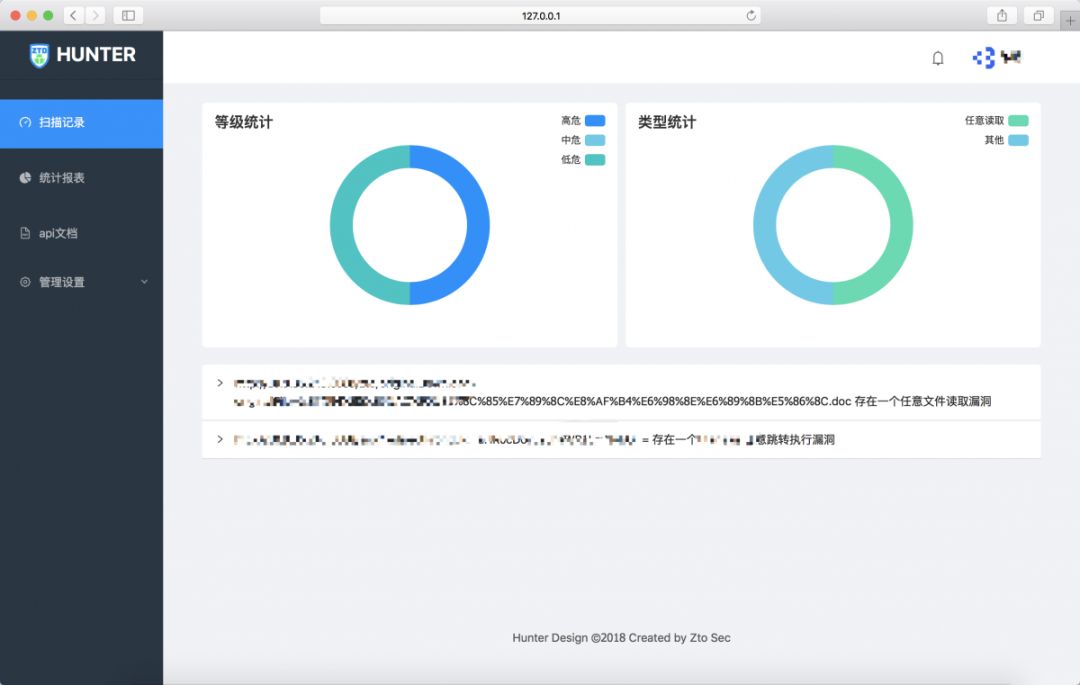 127.0.0.1
ZTO
HUNTER
扫描记录
统计报表
api文档
管理设置
等级统计
高危
中危
低危
类型统计
任意读取
其他
%8C%85%E7%89%8C%E8%AF%B4%E6%98%8E%E6%89%8B%E5%86%8C.doc 存在一个任意文件读取漏洞
= 存在一个 意跳转执行漏洞
Hunter Design ©2018 Created by Zto Sec